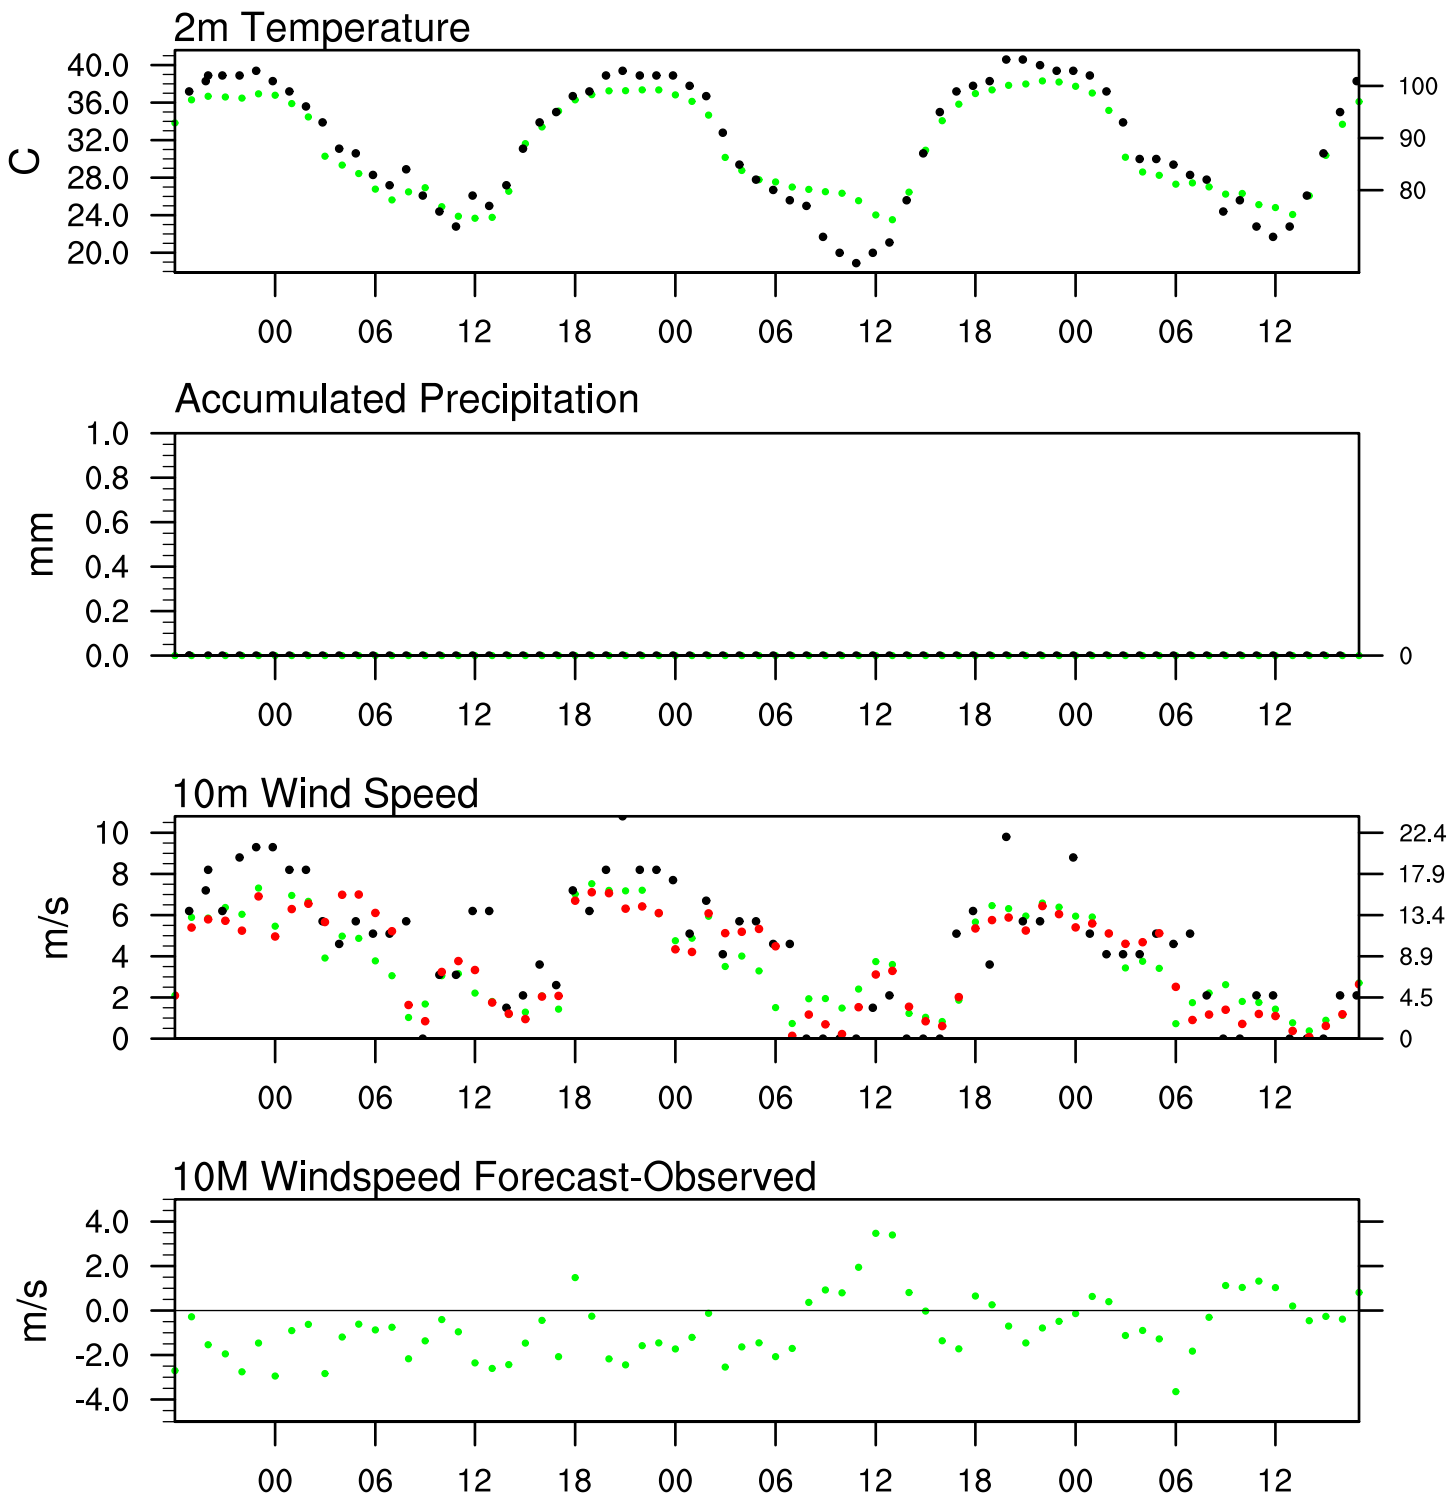 2m Temperature
40.0
36.0
32.0
28.0
24.0
20.0
C
100
90
80
00 06 12 18 00 06 12 18 00 06 12
Accumulated Precipitation
1.0
0.8
0.6
0.4
0.2
0.0
mm
0
00 06 12 18 00 06 12 18 00 06 12
10m Wind Speed
10
8
6
4
2
0
m/s
22.4
17.9
13.4
8.9
4.5
0
00 06 12 18 00 06 12 18 00 06 12
10M Windspeed Forecast-Observed
4.0
2.0
0.0
-2.0
-4.0
m/s
00 06 12 18 00 06 12 18 00 06 12